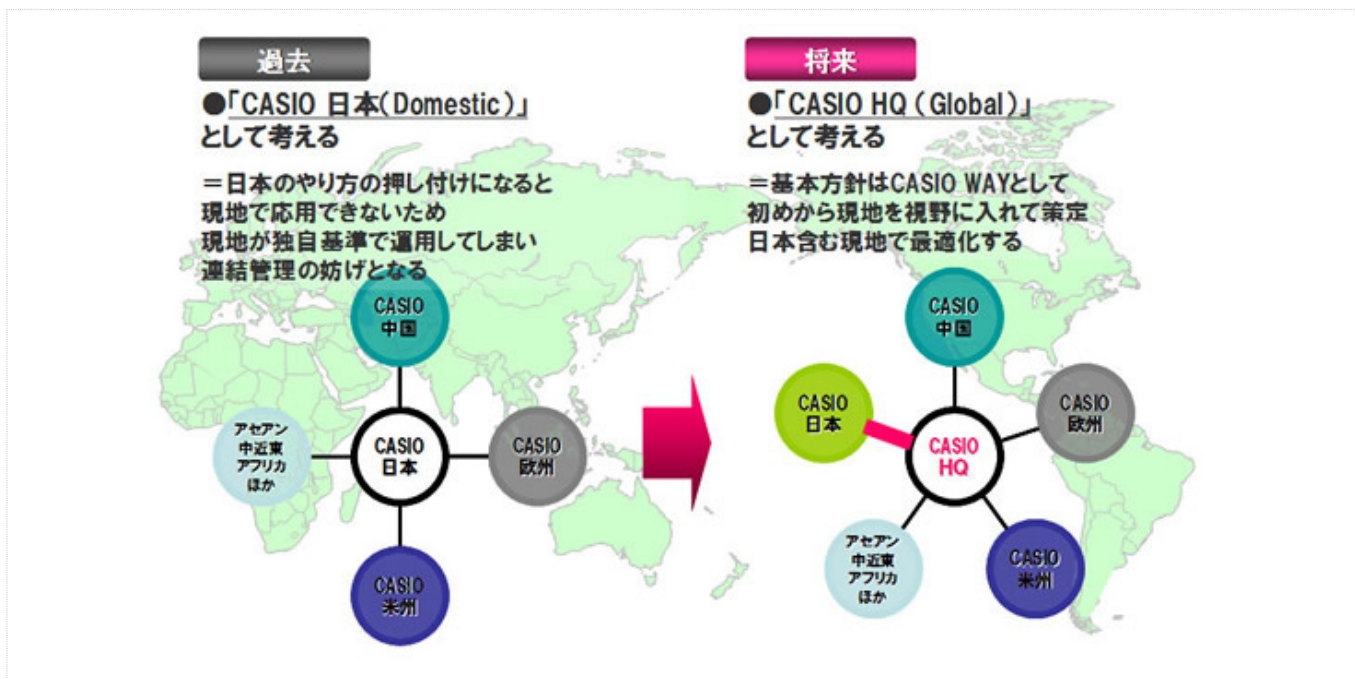 過去
●「CASIO 日本(Domestic)」
として考える
＝日本のやり方の押し付けになると
現地で応用できないため
現地が独自基準で運用してしまい
連結管理の妨げとなる
CASIO
中国
アセアン
中近東
アフリカ
ほか
CASIO
日本
CASIO
欧州
CASIO
米州
将来
●「CASIO HQ (Global)」
として考える
＝基本方針はCASIO WAYとして
初めから現地を視野に入れて策定
日本含む現地で最適化する
CASIO
中国
CASIO
日本
CASIO
欧州
CASIO
HQ
アセアン
中近東
アフリカ
ほか
CASIO
米州